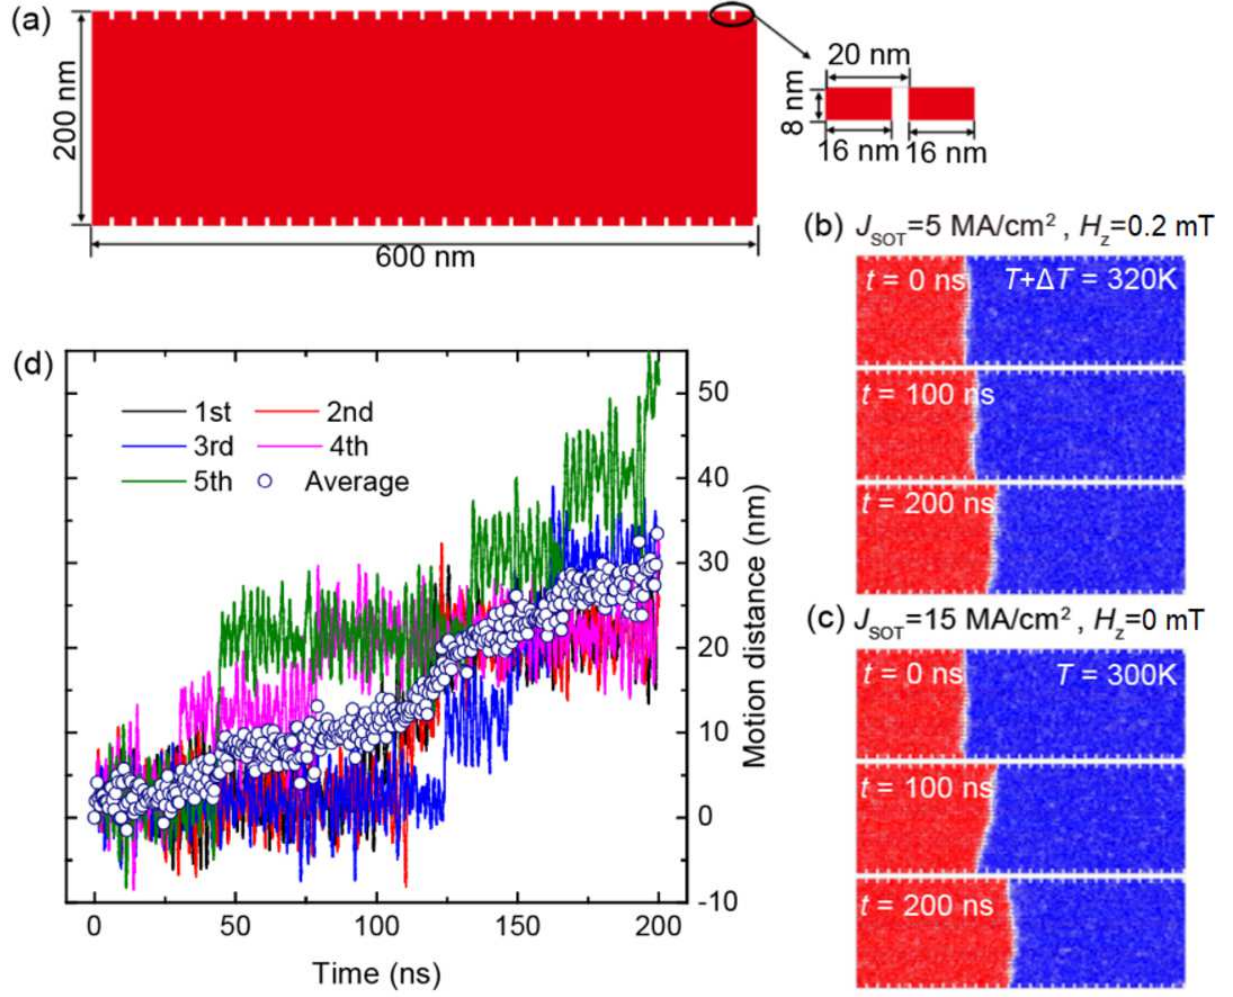 (a)
200 nm
600 nm
20 nm
8 nm
16 nm 16 nm
(b) J_SOT=5 MA/cm², H_z=0.2 mT
t = 0 ns T+ΔT = 320K
t = 100 ns
t = 200 ns
(c) J_SOT=15 MA/cm², H_z=0 mT
t = 0 ns T = 300K
t = 100 ns
t = 200 ns
(d)
1st 2nd
3rd 4th
5th Average
50
40
30
20
10
0
-10
Motion distance (nm)
0 50 100 150 200
Time (ns)